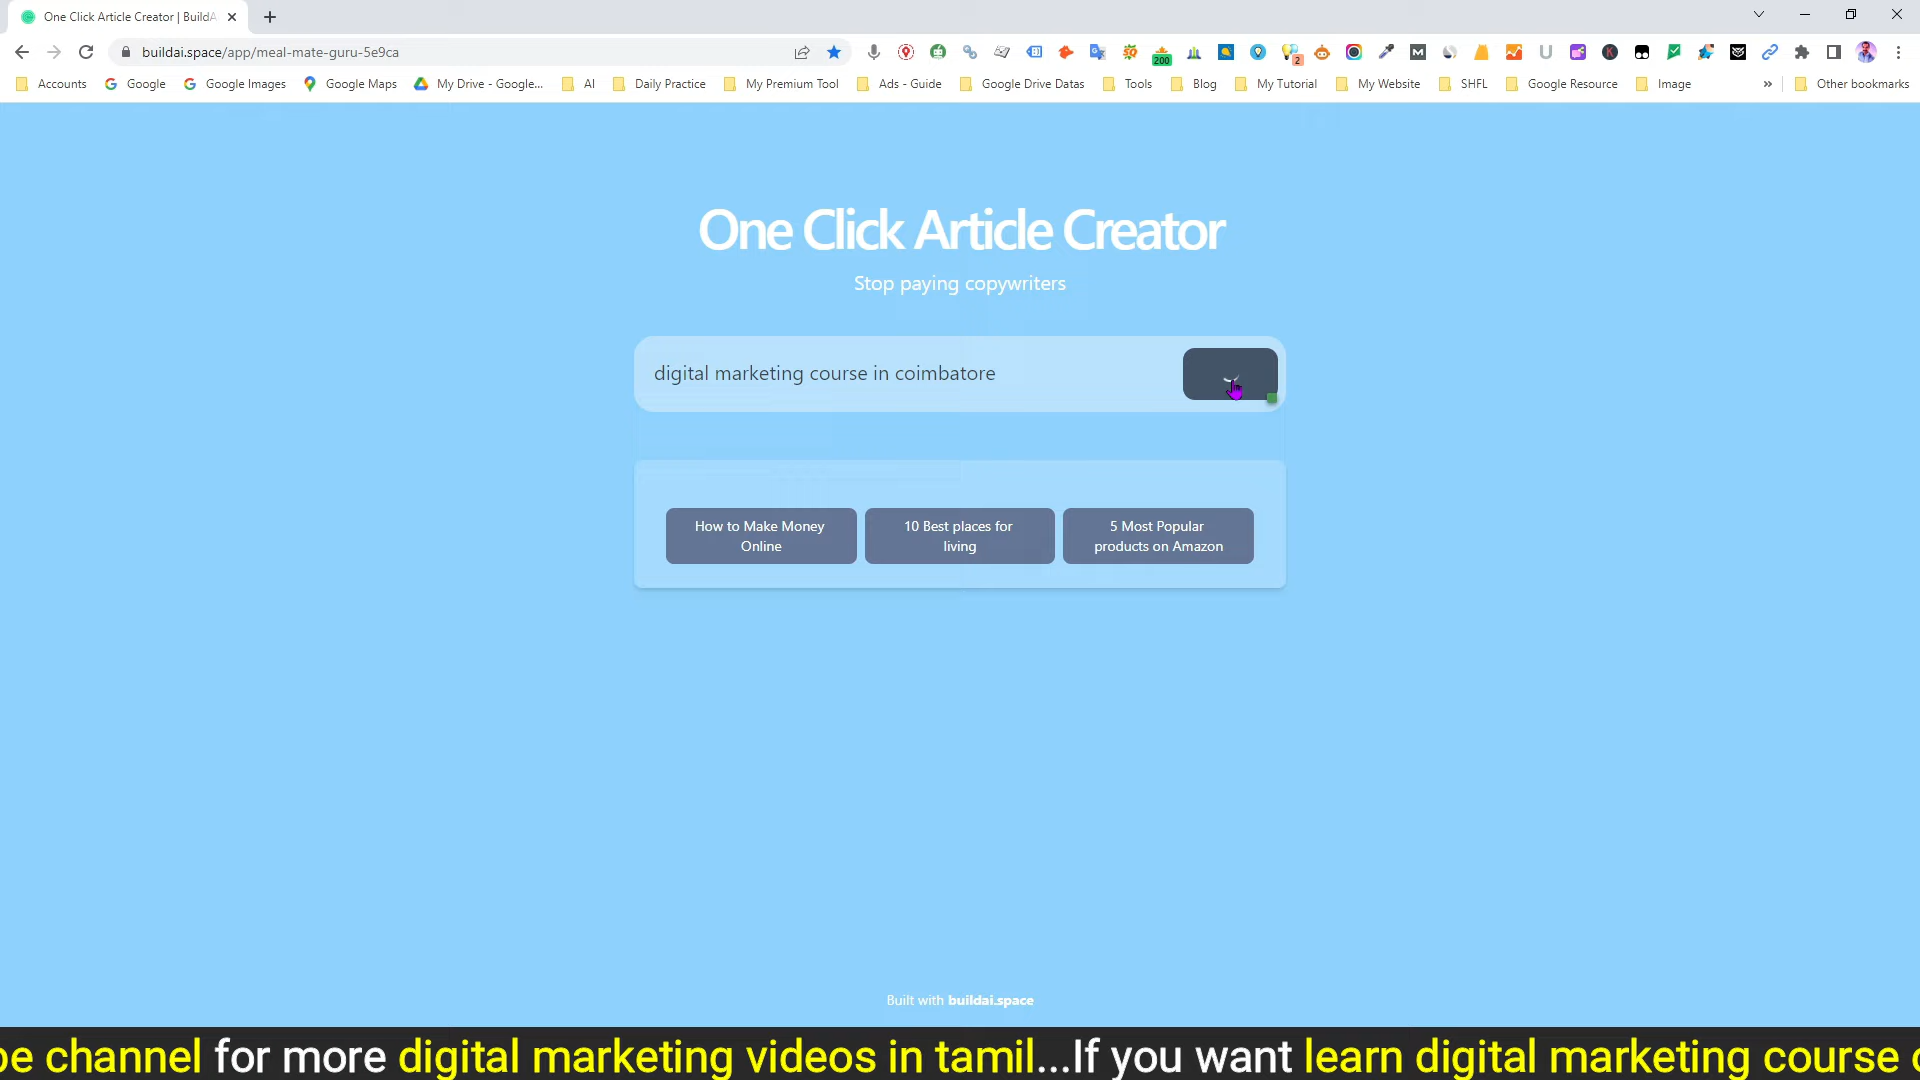 One Click Article Creator | BuildA
buildai.space/app/meal-mate-guru-5e9ca
200
2
Accounts Google Google Images Google Maps My Drive - Google... AI Daily Practice My Premium Tool Ads - Guide Google Drive Datas Tools Blog My Tutorial My Website SHFL Google Resource Image » Other bookmarks
One Click Article Creator
Stop paying copywriters
digital marketing course in coimbatore
How to Make Money
Online
10 Best places for
living
5 Most Popular
products on Amazon
Built with buildai.space
channel for more digital marketing videos in tamil...If you want learn digital marketing course